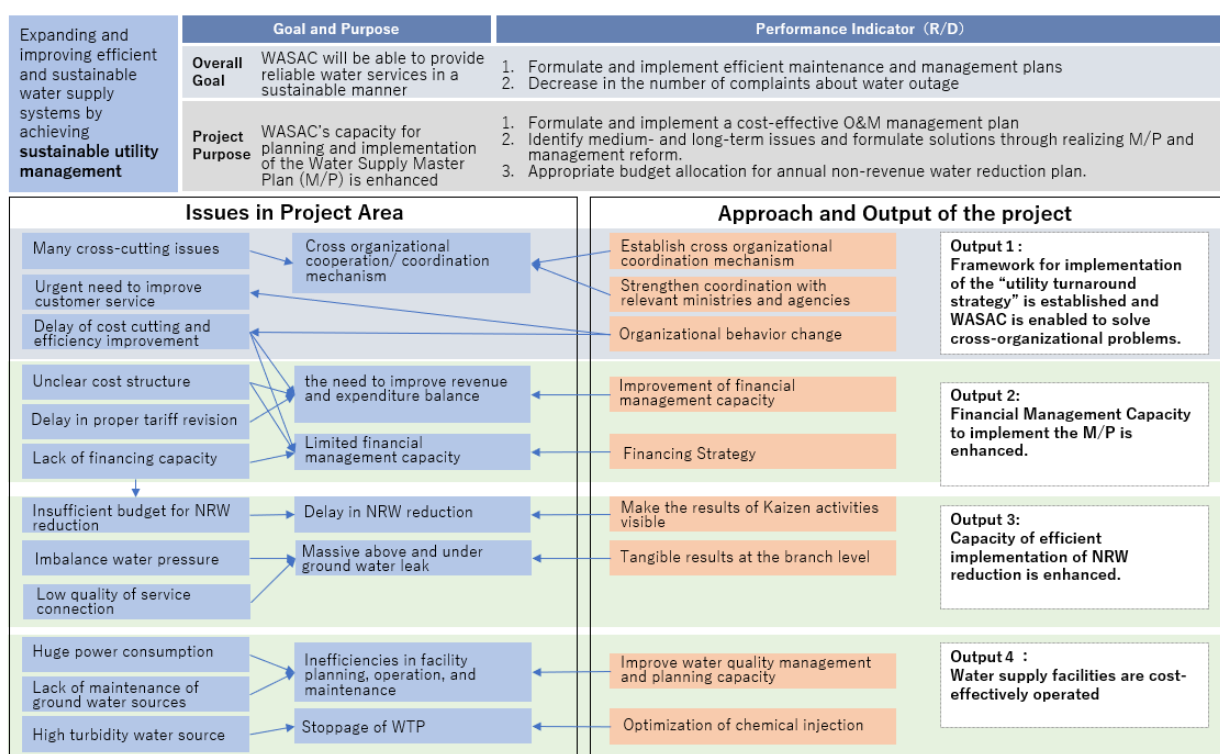 Expanding and
improving efficient
and sustainable
water supply
systems by
achieving
sustainable utility
management
Goal and Purpose
Performance Indicator（R/D）
Overall
Goal
WASAC will be able to provide
reliable water services in a
sustainable manner
1. Formulate and implement efficient maintenance and management plans
2. Decrease in the number of complaints about water outage
Project
Purpose
WASAC's capacity for
planning and implementation
of the Water Supply Master
Plan (M/P) is enhanced
1. Formulate and implement a cost-effective O&M management plan
2. Identify medium- and long-term issues and formulate solutions through realizing M/P and
management reform.
3. Appropriate budget allocation for annual non-revenue water reduction plan.
Issues in Project Area
Many cross-cutting issues
Cross organizational
cooperation/ coordination
mechanism
Urgent need to improve
customer service
Delay of cost cutting and
efficiency improvement
Unclear cost structure
the need to improve revenue
and expenditure balance
Delay in proper tariff revision
Lack of financing capacity
Limited financial
management capacity
Insufficient budget for NRW
reduction
Delay in NRW reduction
Imbalance water pressure
Massive above and under
ground water leak
Low quality of service
connection
Huge power consumption
Inefficiencies in facility
planning, operation, and
maintenance
Lack of maintenance of
ground water sources
High turbidity water source
Stoppage of WTP
Approach and Output of the project
Establish cross organizational
coordination mechanism
Strengthen coordination with
relevant ministries and agencies
Organizational behavior change
Output 1 :
Framework for implementation
of the “utility turnaround
strategy” is established and
WASAC is enabled to solve
cross-organizational problems.
Improvement of financial
management capacity
Financing Strategy
Output 2:
Financial Management Capacity
to implement the M/P is
enhanced.
Make the results of Kaizen activities
visible
Tangible results at the branch level
Output 3:
Capacity of efficient
implementation of NRW
reduction is enhanced.
Improve water quality management
and planning capacity
Optimization of chemical injection
Output 4 ：
Water supply facilities are cost-
effectively operated